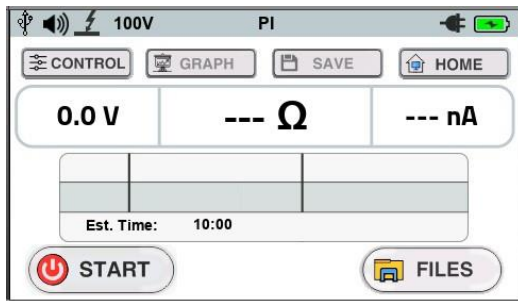 100V PI
CONTROL GRAPH SAVE HOME
0.0 V --- Ω --- nA
Est. Time: 10:00
START FILES